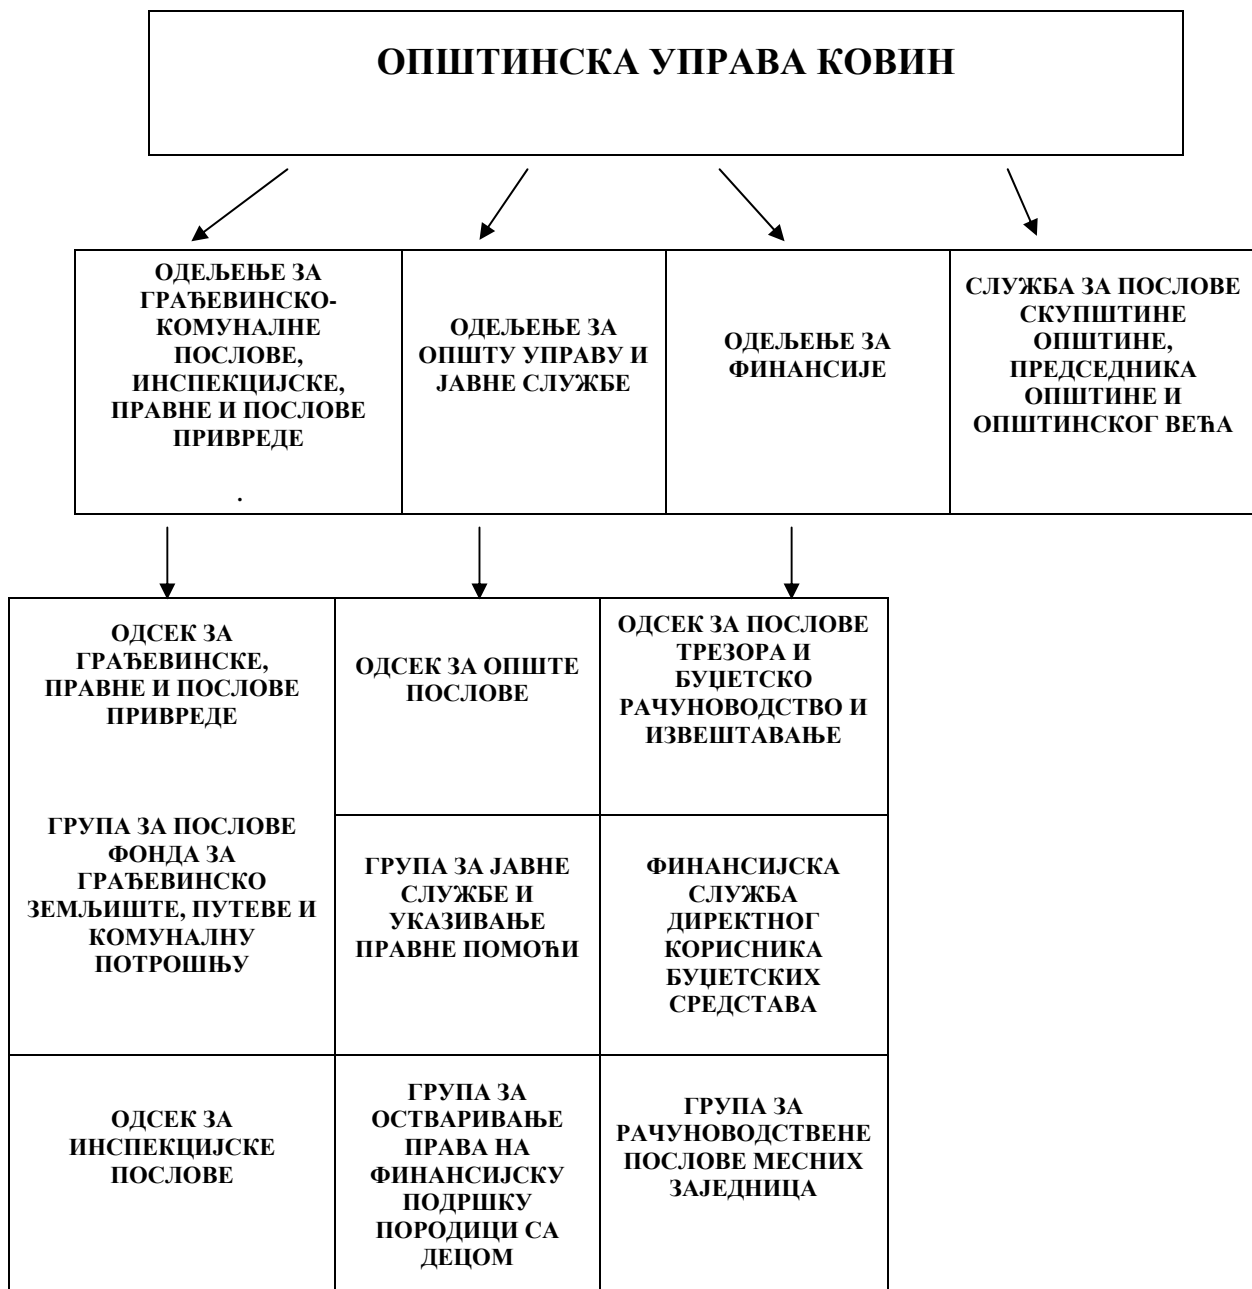 ОПШТИНСКА УПРАВА КОВИН
ОДЕЉЕЊЕ ЗА
ГРАЂЕВИНСКО-
КОМУНАЛНЕ
ПОСЛОВЕ,
ИНСПЕКЦИЈСКЕ,
ПРАВНЕ И ПОСЛОВЕ
ПРИВРЕДЕ
.
ОДЕЉЕЊЕ ЗА
ОПШТУ УПРАВУ И
ЈАВНЕ СЛУЖБЕ
ОДЕЉЕЊЕ ЗА
ФИНАНСИЈЕ
СЛУЖБА ЗА ПОСЛОВЕ
СКУПШТИНЕ
ОПШТИНЕ,
ПРЕДСЕДНИКА
ОПШТИНЕ И
ОПШТИНСКОГ ВЕЋА
ОДСЕК ЗА
ГРАЂЕВИНСКЕ,
ПРАВНЕ И ПОСЛОВЕ
ПРИВРЕДЕ
ГРУПА ЗА ПОСЛОВЕ
ФОНДА ЗА
ГРАЂЕВИНСКО
ЗЕМЉИШТЕ, ПУТЕВЕ И
КОМУНАЛНУ
ПОТРОШЊУ
ОДСЕК ЗА ОПШТЕ
ПОСЛОВЕ
ОДСЕК ЗА ПОСЛОВЕ
ТРЕЗОРА И
БУЏЕТСКО
РАЧУНОВОДСТВО И
ИЗВЕШТАВАЊЕ
ГРУПА ЗА ЈАВНЕ
СЛУЖБЕ И
УКАЗИВАЊЕ
ПРАВНЕ ПОМОЋИ
ФИНАНСИЈСКА
СЛУЖБА
ДИРЕКТНОГ
КОРИСНИКА
БУЏЕТСКИХ
СРЕДСТАВА
ОДСЕК ЗА
ИНСПЕКЦИЈСКЕ
ПОСЛОВЕ
ГРУПА ЗА
ОСТВАРИВАЊЕ
ПРАВА НА
ФИНАНСИЈСКУ
ПОДРШКУ
ПОРОДИЦИ СА
ДЕЦОМ
ГРУПА ЗА
РАЧУНОВОДСТВЕНЕ
ПОСЛОВЕ МЕСНИХ
ЗАЈЕДНИЦА